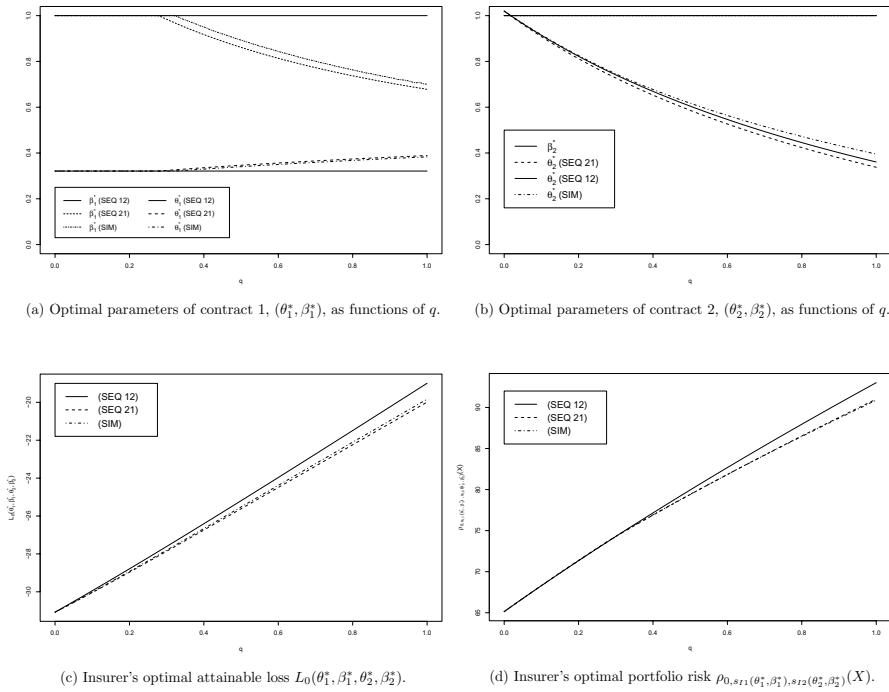 1.0
0.8
0.6
0.4
0.2
0.0
β₁* (SEQ 12) θ₁* (SEQ 12)
β₁* (SEQ 21) θ₁* (SEQ 21)
β₁* (SIM) θ₁* (SIM)
0.0 0.2 0.4 0.6 0.8 1.0
q
(a) Optimal parameters of contract 1, (θ₁*, β₁*), as functions of q.
1.0
0.8
0.6
0.4
0.2
0.0
β₂*
θ₂* (SEQ 21)
θ₂* (SEQ 12)
θ₂* (SIM)
0.0 0.2 0.4 0.6 0.8 1.0
q
(b) Optimal parameters of contract 2, (θ₂*, β₂*), as functions of q.
−20
−22
−24
−26
−28
−30
L₀(θ₁*, β₁*, θ₂*, β₂*)
(SEQ 12)
(SEQ 21)
(SIM)
0.0 0.2 0.4 0.6 0.8 1.0
q
(c) Insurer's optimal attainable loss L₀(θ₁*, β₁*, θ₂*, β₂*).
90
85
80
75
70
65
(SEQ 12)
(SEQ 21)
(SIM)
0.0 0.2 0.4 0.6 0.8 1.0
q
(d) Insurer's optimal portfolio risk ρ0,sI1(θ₁*,β₁*),sI2(θ₂*,β₂*)(X).